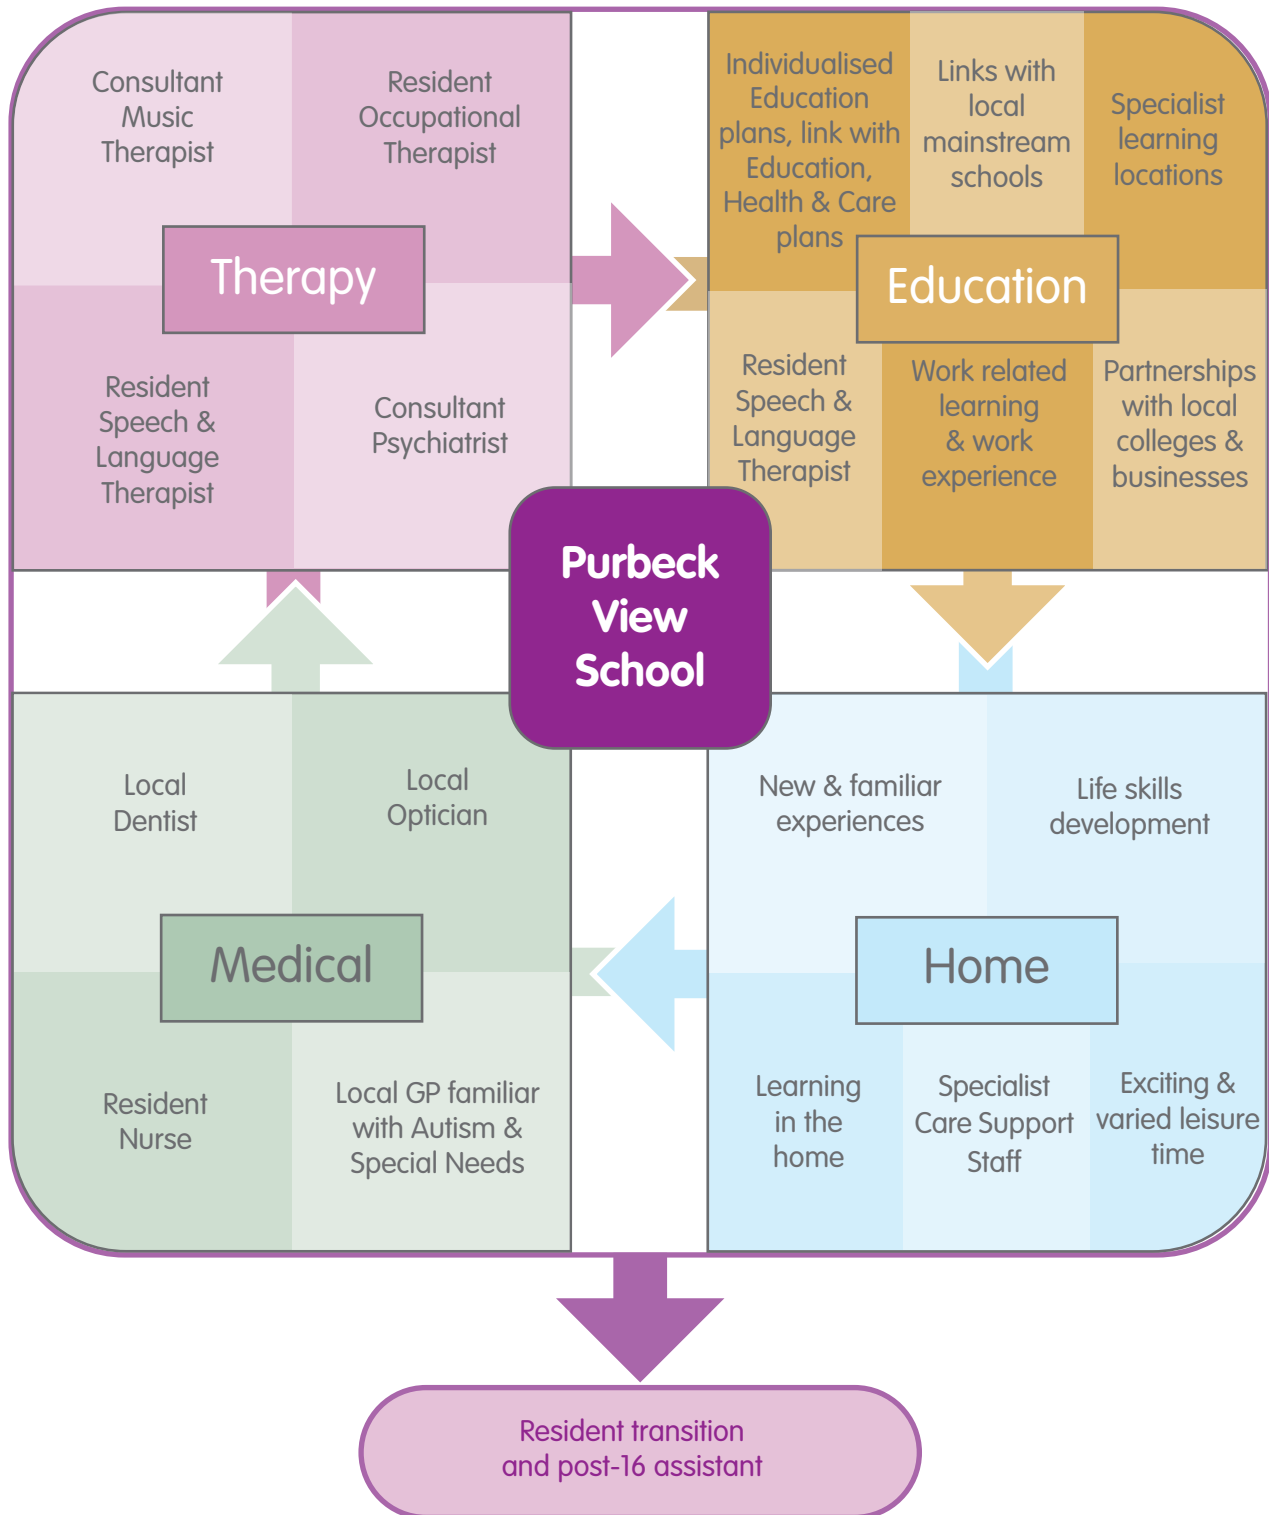 Consultant
Music
Therapist
Resident
Occupational
Therapist
Therapy
Resident
Speech &
Language
Therapist
Consultant
Psychiatrist
Individualised
Education
plans, link with
Education,
Health & Care
plans
Links with
local
mainstream
schools
Specialist
learning
locations
Education
Resident
Speech &
Language
Therapist
Work related
learning
& work
experience
Partnerships
with local
colleges &
businesses
Purbeck
View
School
Local
Dentist
Local
Optician
Medical
Resident
Nurse
Local GP familiar
with Autism &
Special Needs
New & familiar
experiences
Life skills
development
Home
Learning
in the
home
Specialist
Care Support
Staff
Exciting &
varied leisure
time
Resident transition
and post-16 assistant